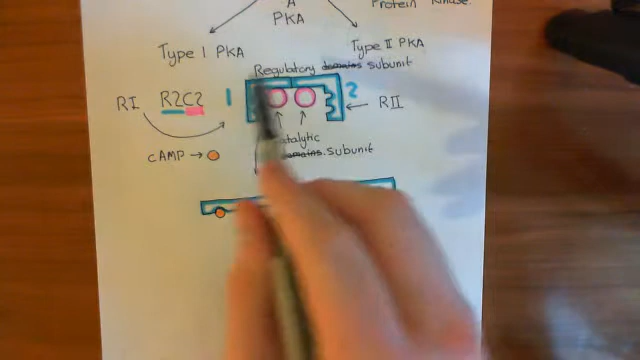 Protein Kinase.
A
PKA
Type I PKA
Type II PKA
Regulatory domains subunit
RI R2C2 1 2 RII
catalytic
cAMP → domains subunit